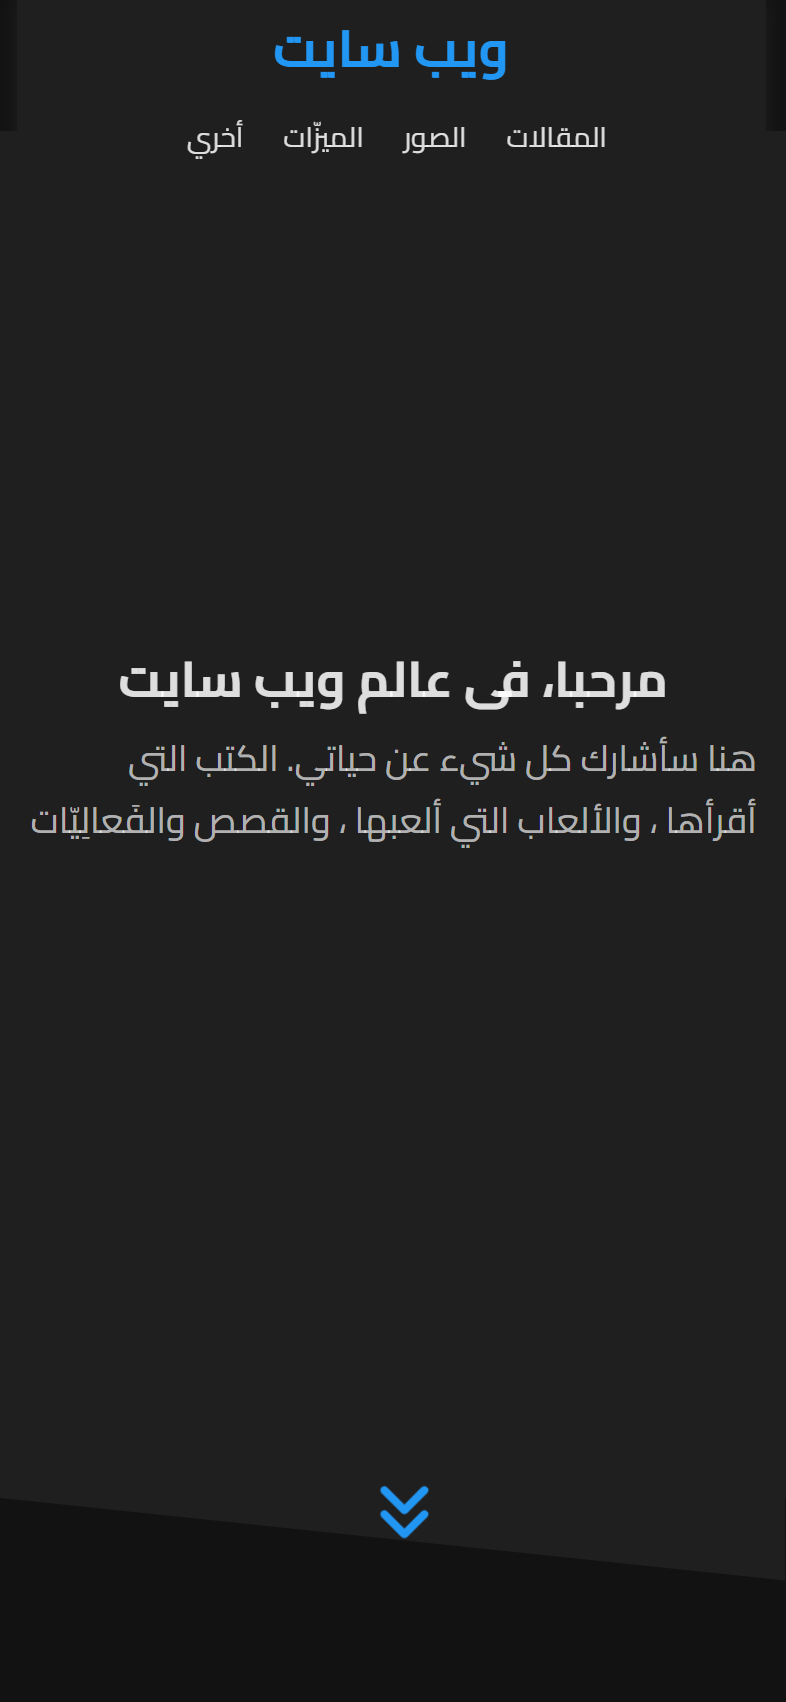 ويب سايت
المقالات الصور الميزّات أخري
مرحبا، فى عالم ويب سايت
هنا سأشارك كل شيء عن حياتي. الكتب التي
أقرأها ، والألعاب التي ألعبها ، والقصص والفَعالِيّات